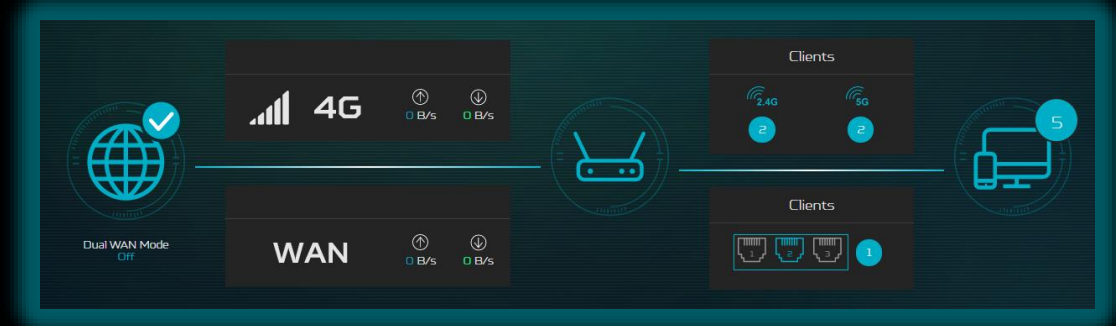 Dual WAN Mode
Off
4G
0 B/s
0 B/s
WAN
0 B/s
0 B/s
Clients
2.4G
5G
2
2
Clients
1
2
3
1
5